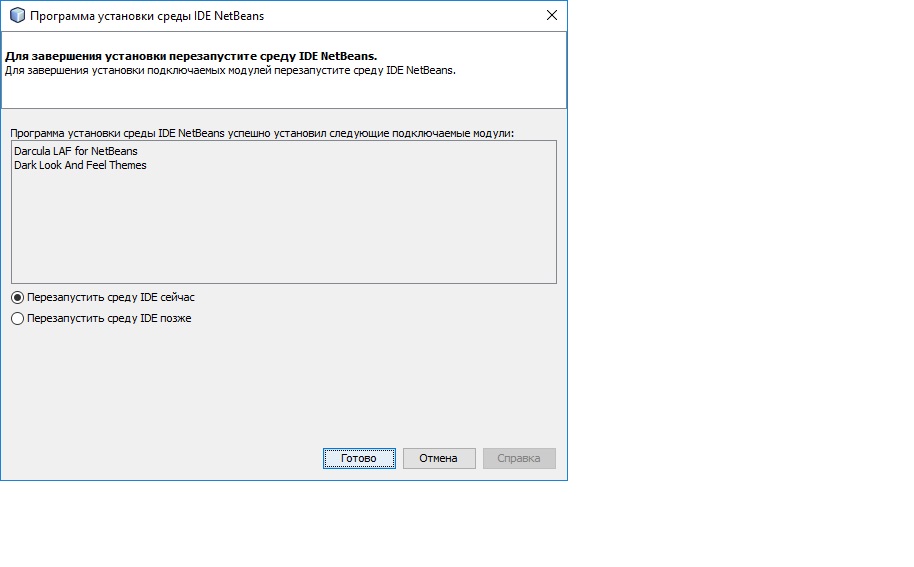 Программа установки среды IDE NetBeans
Для завершения установки перезапустите среду IDE NetBeans.
Для завершения установки подключаемых модулей перезапустите среду IDE NetBeans.
Программа установки среды IDE NetBeans успешно установил следующие подключаемые модули:
Darcula LAF for NetBeans
Dark Look And Feel Themes
Перезапустить среду IDE сейчас
Перезапустить среду IDE позже
Готово Отмена Справка